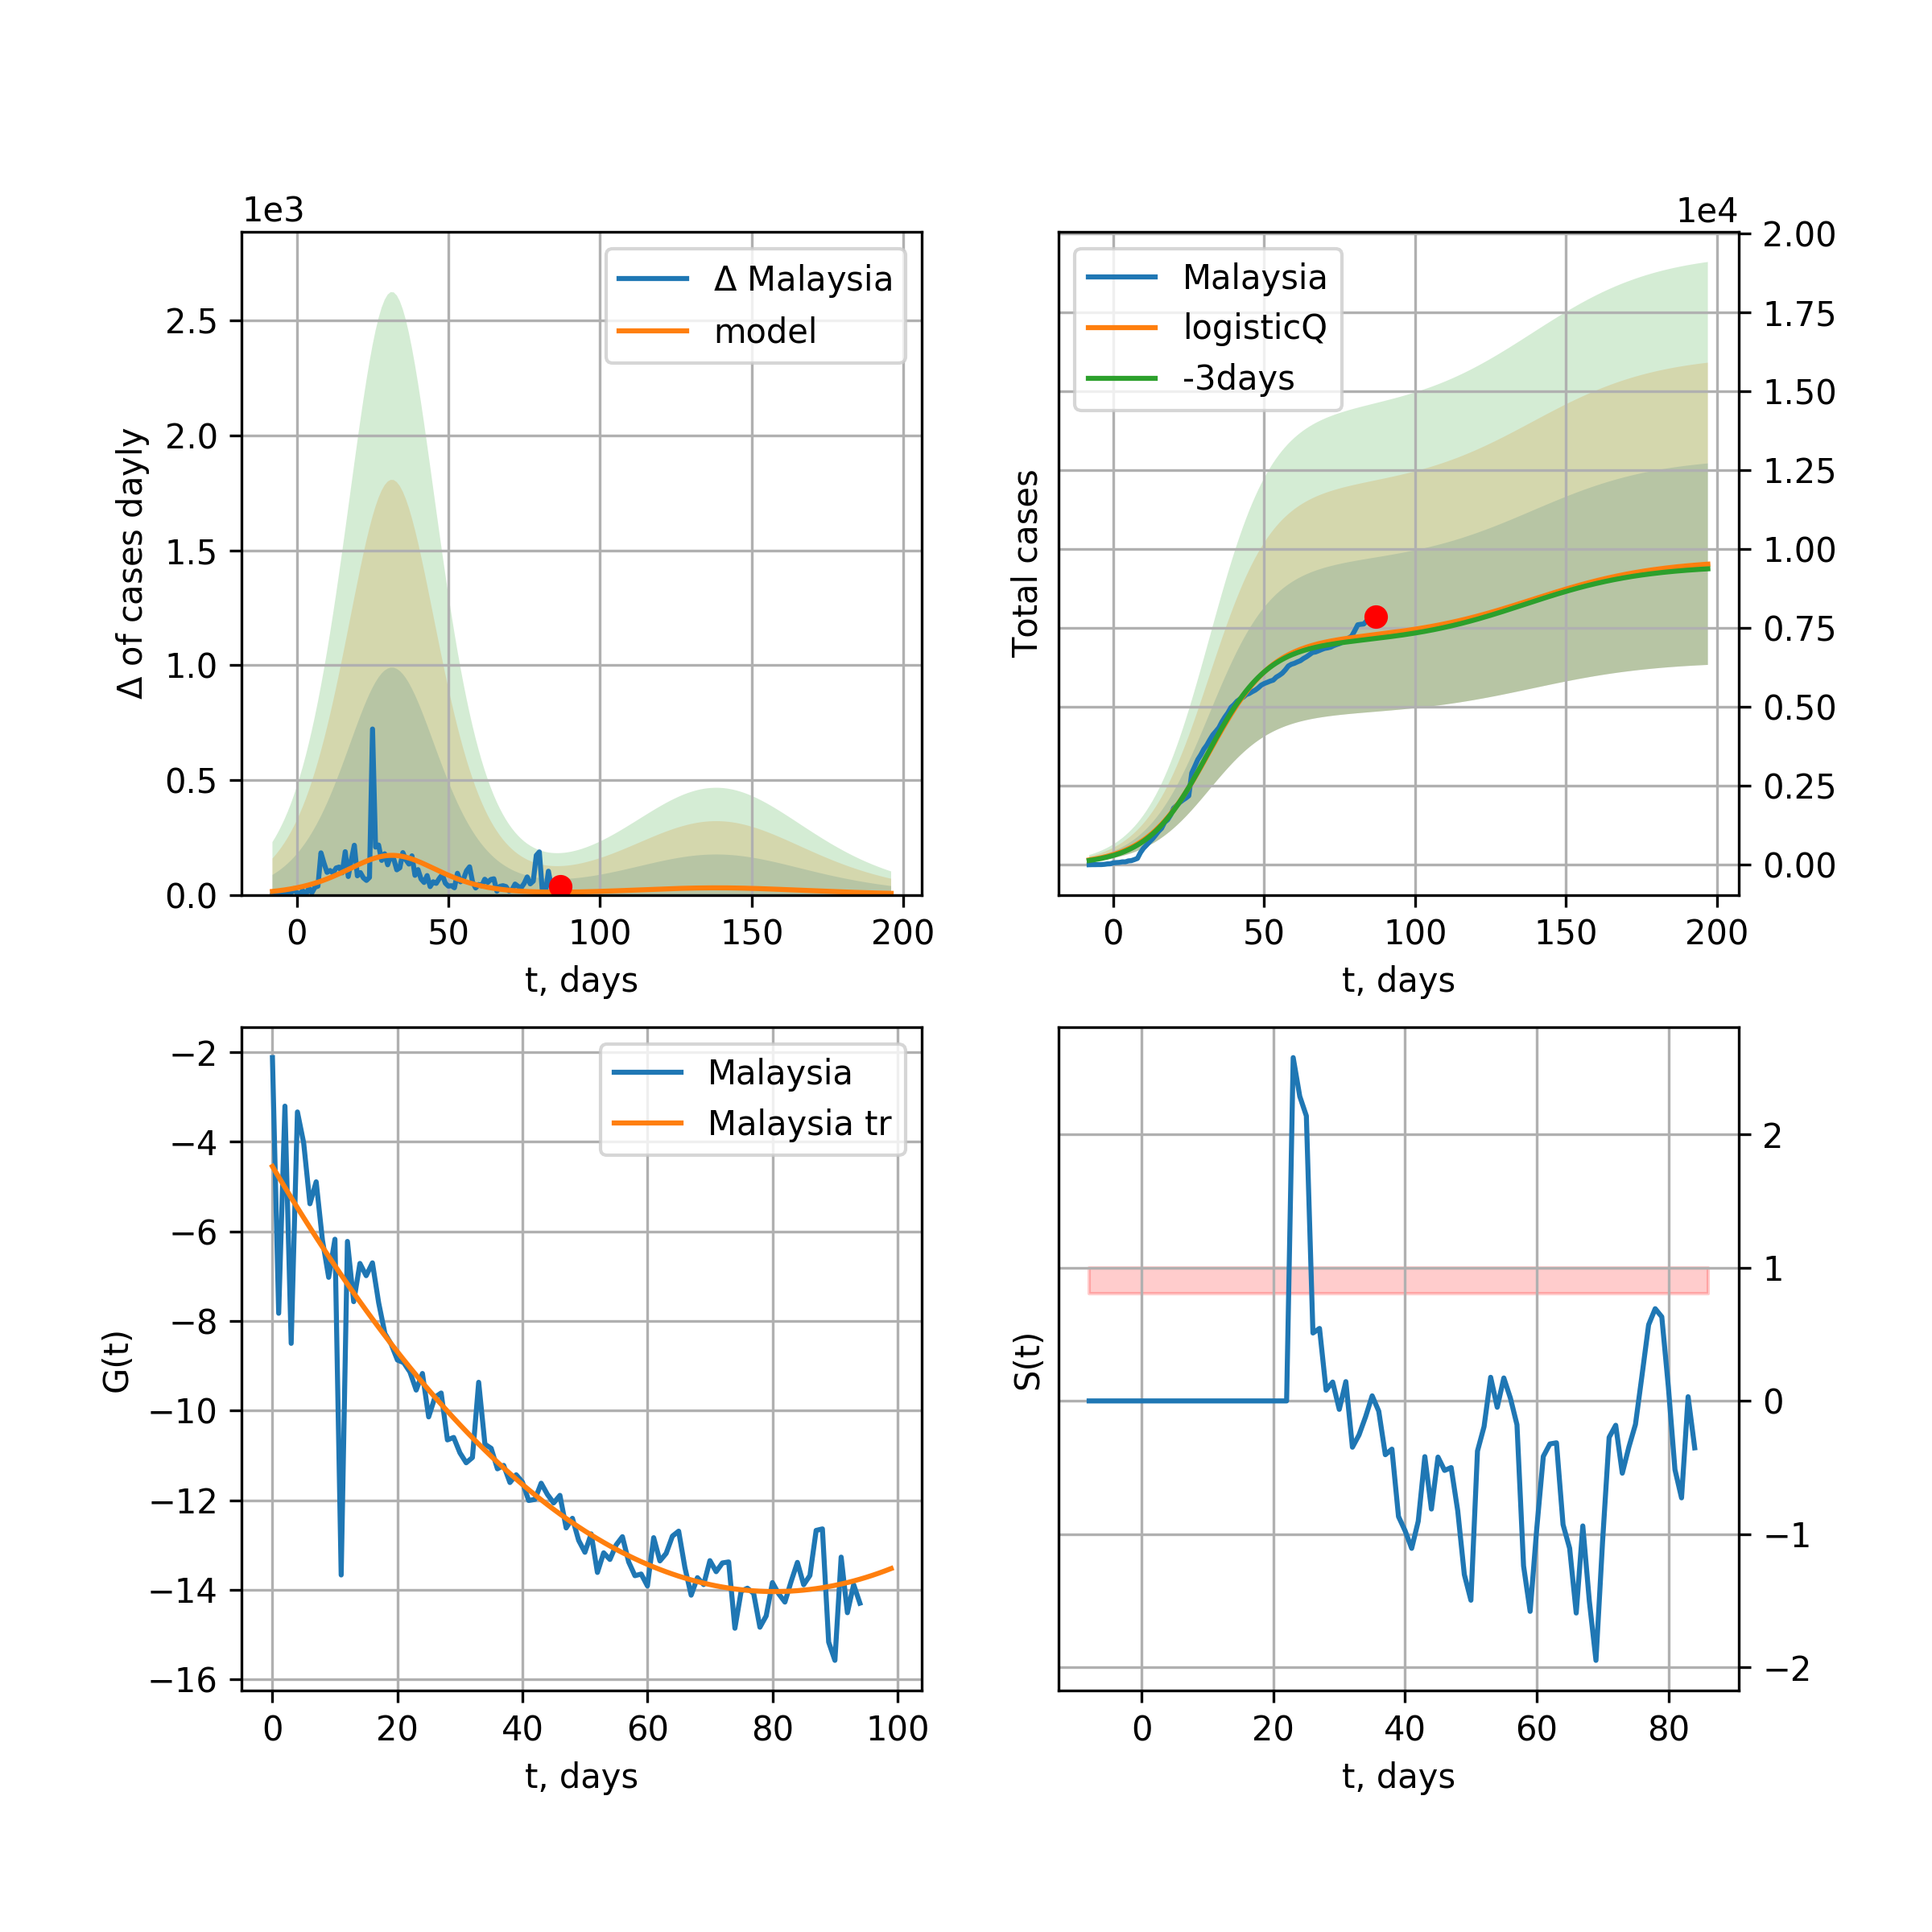 1e3
Δ of cases dayly
2.5
2.0
1.5
1.0
0.5
0.0
Δ Malaysia
model
0 50 100 150 200
t, days
1e4
Total cases
Malaysia
logisticQ
-3days
2.00
1.75
1.50
1.25
1.00
0.75
0.50
0.25
0.00
0 50 100 150 200
t, days
G(t)
−2
−4
−6
−8
−10
−12
−14
−16
Malaysia
Malaysia tr
0 20 40 60 80 100
t, days
S(t)
2
1
0
−1
−2
0 20 40 60 80
t, days